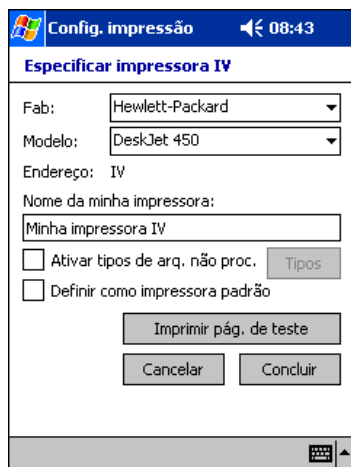 Config. impressão 08:43
Especificar impressora IV
Fab: Hewlett-Packard
Modelo: DeskJet 450
Endereço: IV
Nome da minha impressora:
Minha impressora IV
Ativar tipos de arq. não proc. Tipos
Definir como impressora padrão
Imprimir pág. de teste
Cancelar Concluir